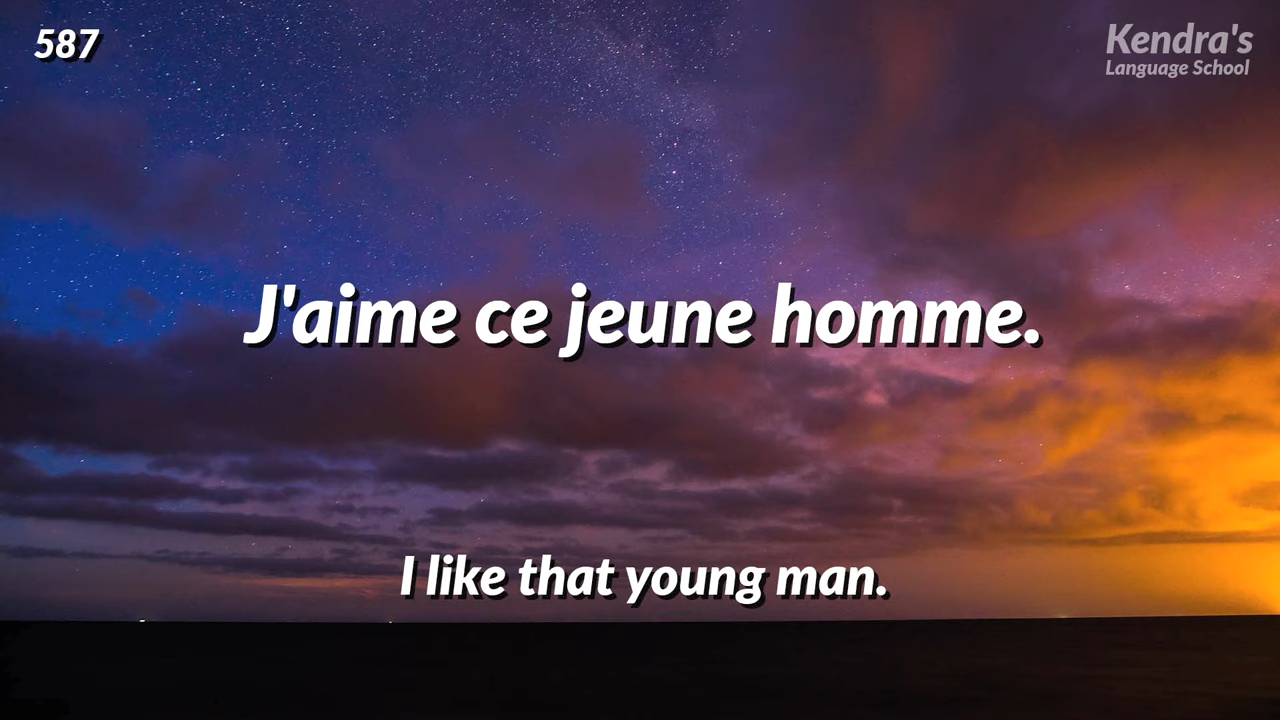 587
Kendra's
Language School
J'aime ce jeune homme.
I like that young man.